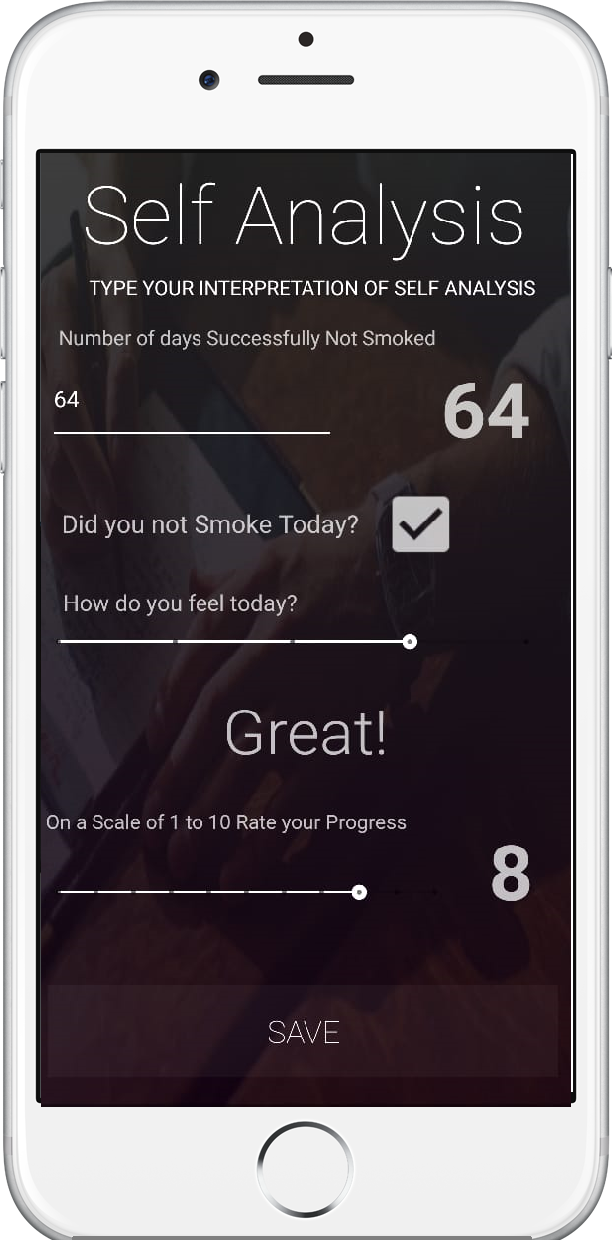 Self Analysis
TYPE YOUR INTERPRETATION OF SELF ANALYSIS
Number of days Successfully Not Smoked
64
64
Did you not Smoke Today?
How do you feel today?
Great!
On a Scale of 1 to 10 Rate your Progress
8
SAVE